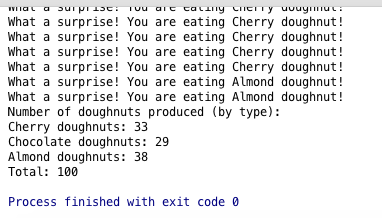 What a surprise! You are eating Cherry doughnut!
What a surprise! You are eating Cherry doughnut!
What a surprise! You are eating Cherry doughnut!
What a surprise! You are eating Cherry doughnut!
What a surprise! You are eating Cherry doughnut!
What a surprise! You are eating Almond doughnut!
What a surprise! You are eating Almond doughnut!
Number of doughnuts produced (by type):
Cherry doughnuts: 33
Chocolate doughnuts: 29
Almond doughnuts: 38
Total: 100
Process finished with exit code 0